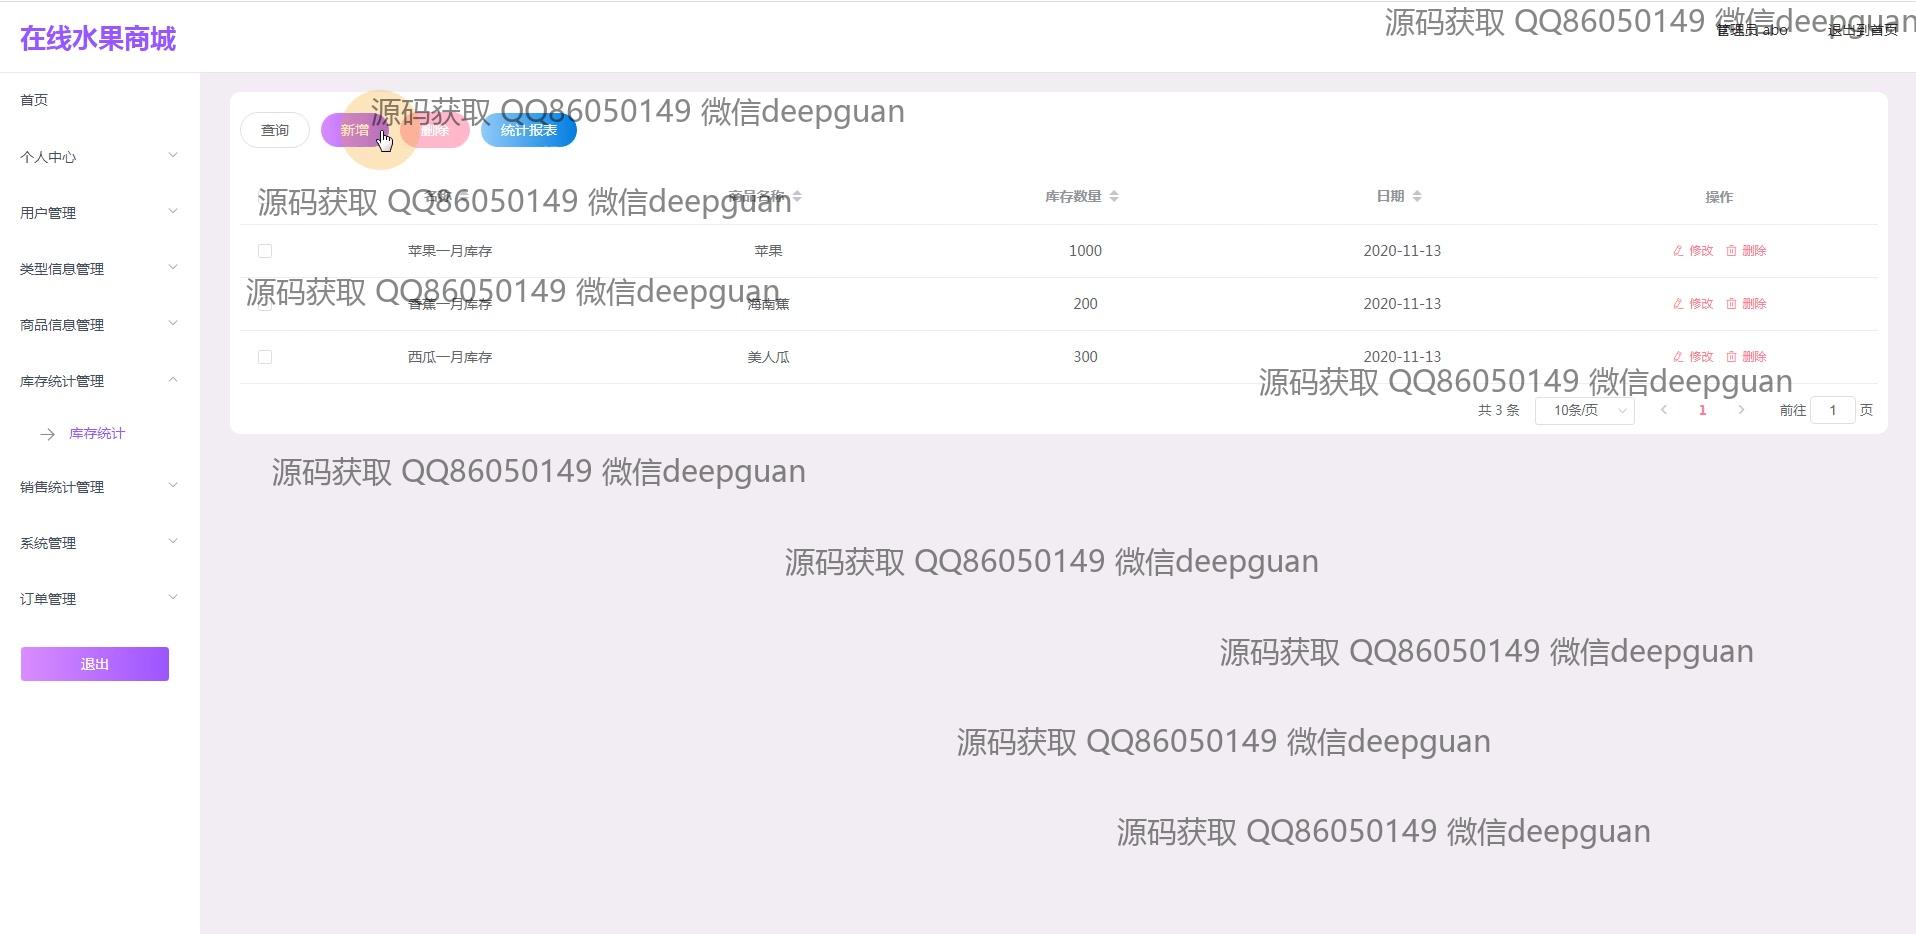 源码获取 QQ86050149 微信deepguan
在线水果商城
管理员 abo
退出到首页
首页
个人中心
用户管理
类型信息管理
商品信息管理
库存统计管理
库存统计
销售统计管理
系统管理
订单管理
退出
源码获取 QQ86050149 微信deepguan
查询 新增 删除 统计报表
源码获取 QQ86050149 微信deepguan
名称 商品名称 库存数量 日期 操作
苹果一月库存 苹果 1000 2020-11-13 修改 删除
源码获取 QQ86050149 微信deepguan
香蕉一月库存 海南蕉 200 2020-11-13 修改 删除
西瓜一月库存 美人瓜 300 2020-11-13 修改 删除
源码获取 QQ86050149 微信deepguan
共 3 条 10条/页 1 前往 1 页
源码获取 QQ86050149 微信deepguan
源码获取 QQ86050149 微信deepguan
源码获取 QQ86050149 微信deepguan
源码获取 QQ86050149 微信deepguan
源码获取 QQ86050149 微信deepguan